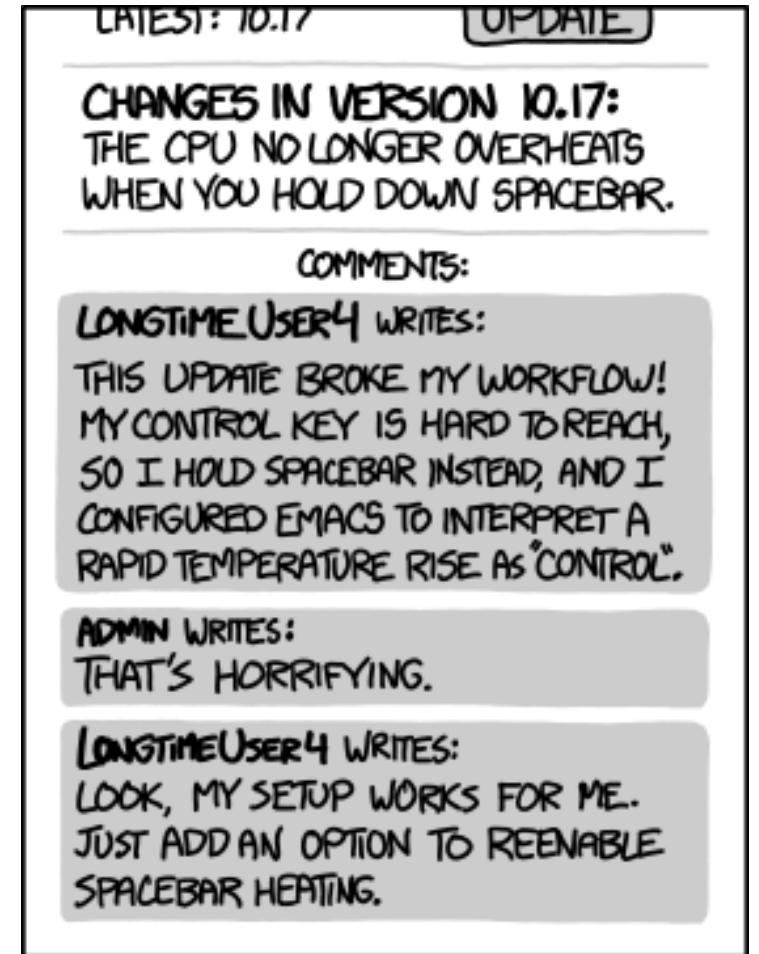 LATEST: 10.17 UPDATE
CHANGES IN VERSION 10.17:
THE CPU NO LONGER OVERHEATS
WHEN YOU HOLD DOWN SPACEBAR.
COMMENTS:
LONGTIMEUSER4 WRITES:
THIS UPDATE BROKE MY WORKFLOW!
MY CONTROL KEY IS HARD TO REACH,
SO I HOLD SPACEBAR INSTEAD, AND I
CONFIGURED EMACS TO INTERPRET A
RAPID TEMPERATURE RISE AS "CONTROL".
ADMIN WRITES:
THAT'S HORRIFYING.
LONGTIMEUSER4 WRITES:
LOOK, MY SETUP WORKS FOR ME.
JUST ADD AN OPTION TO REENABLE
SPACEBAR HEATING.